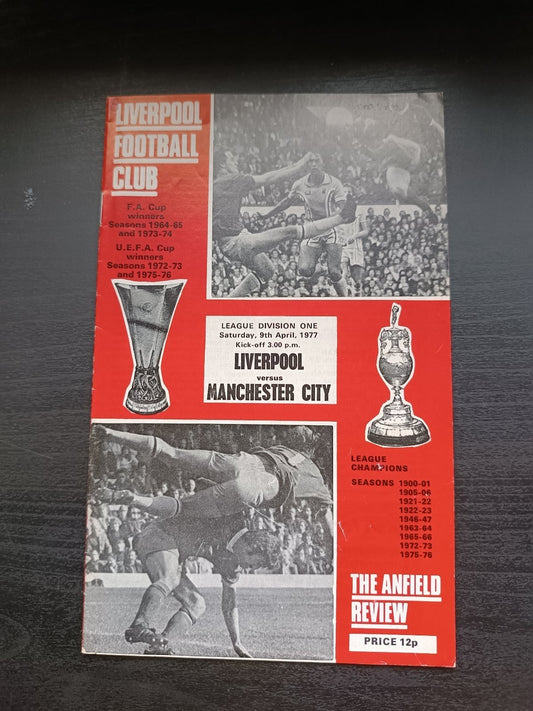 LIVERPOOL
FOOTBALL
CLUB
F.A. Cup
winners
Seasons 1964-65
and 1973-74
U.E.F.A. Cup
winners
Seasons 1972-73
and 1975-76
LEAGUE DIVISION ONE
Saturday, 9th April, 1977
Kick-off 3.00 p.m.
LIVERPOOL
versus
MANCHESTER CITY
LEAGUE
CHAMPIONS
SEASONS 1900-01
1905-06
1921-22
1922-23
1946-47
1963-64
1965-66
1972-73
1975-76
THE ANFIELD
REVIEW
PRICE 12p